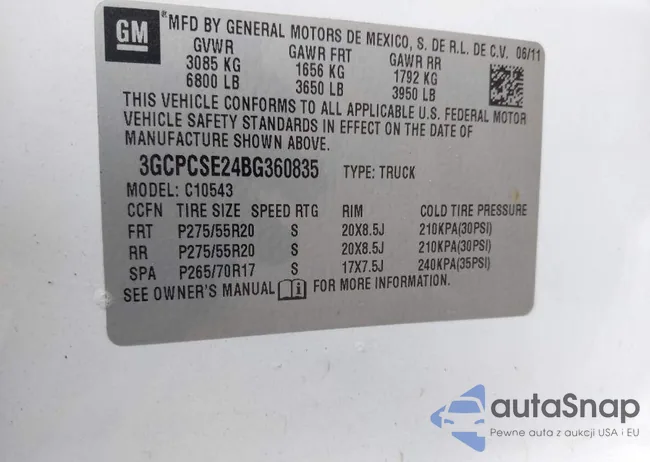 GM
®MFD BY GENERAL MOTORS DE MEXICO, S. DE R.L. DE C.V. 06/11
GVWR GAWR FRT GAWR RR
3085 KG 1656 KG 1792 KG
6800 LB 3650 LB 3950 LB
THIS VEHICLE CONFORMS TO ALL APPLICABLE U.S. FEDERAL MOTOR
VEHICLE SAFETY STANDARDS IN EFFECT ON THE DATE OF
MANUFACTURE SHOWN ABOVE.
3GCPCSE24BG360835 TYPE: TRUCK
MODEL: C10543
CCFN TIRE SIZE SPEED RTG RIM COLD TIRE PRESSURE
FRT P275/55R20 S 20X8.5J 210KPA(30PSI)
RR P275/55R20 S 20X8.5J 210KPA(30PSI)
SPA P265/70R17 S 17X7.5J 240KPA(35PSI)
SEE OWNER'S MANUAL i FOR MORE INFORMATION.
autaSnap
Pewne auta z aukcji USA i EU